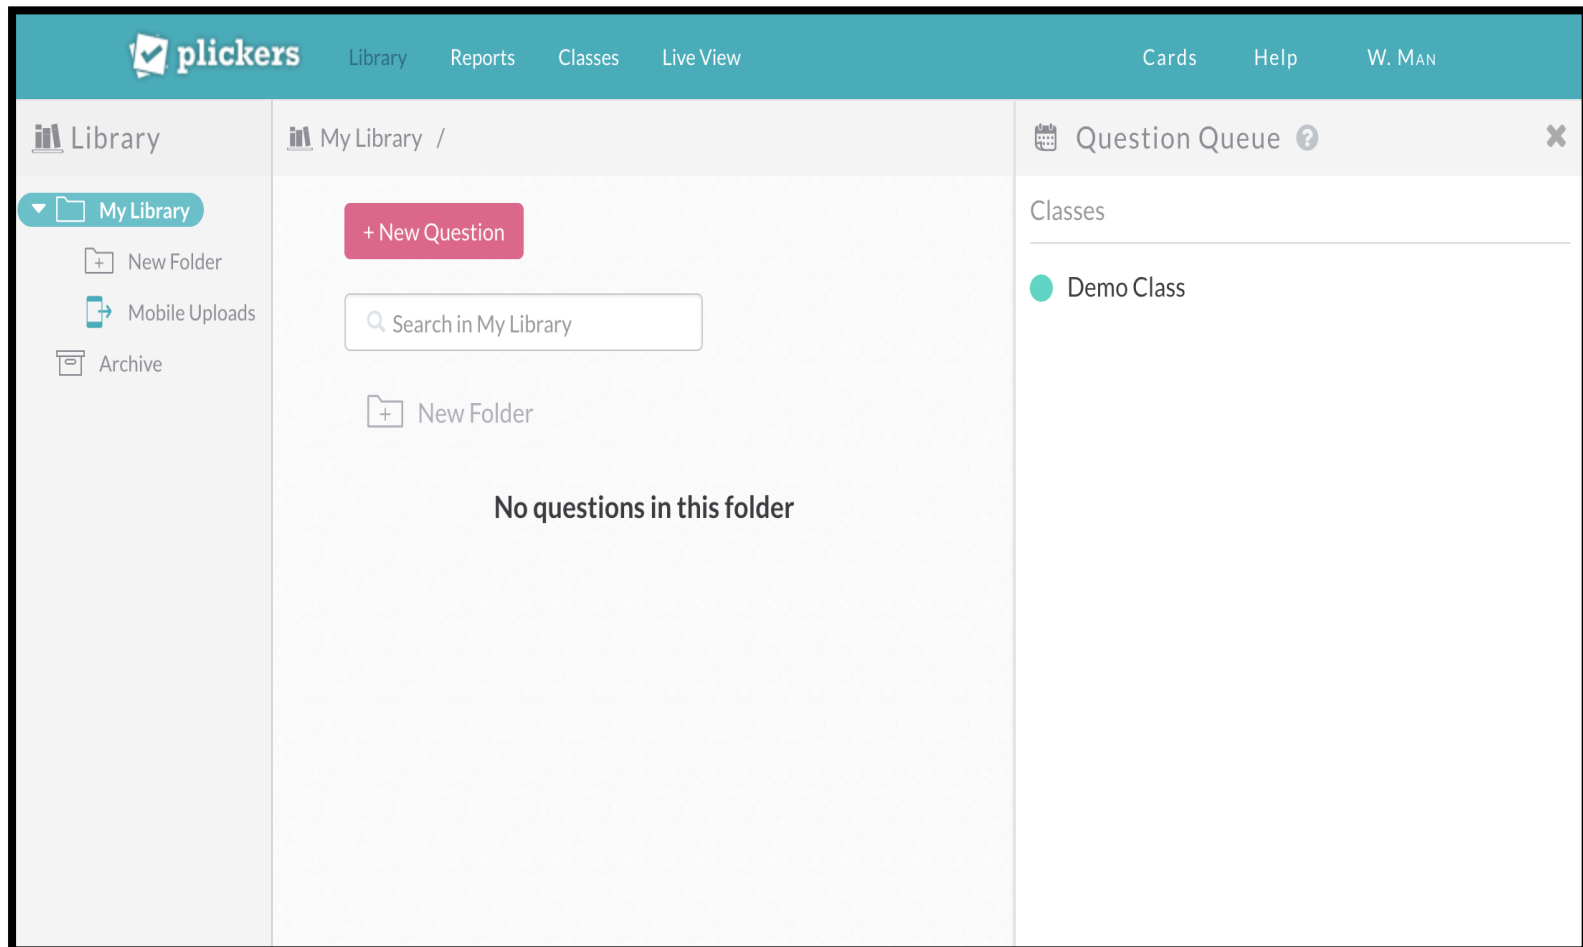 plickers Library Reports Classes Live View Cards Help W. Man
Library
My Library
New Folder
Mobile Uploads
Archive
My Library /
+ New Question
Search in My Library
New Folder
No questions in this folder
Question Queue ?
Classes
Demo Class